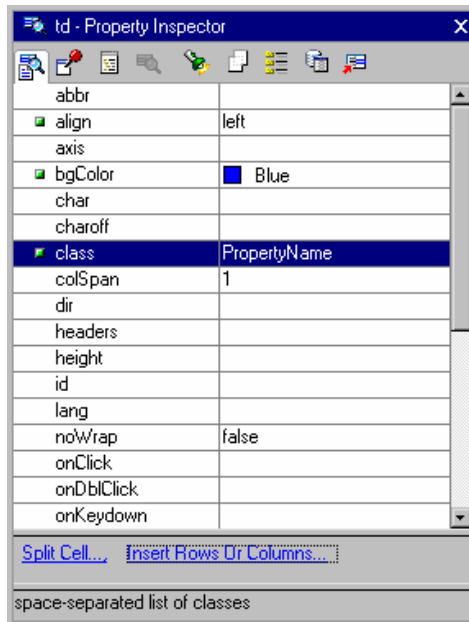 td - Property Inspector
abbr
align left
axis
bgColor Blue
char
charoff
class PropertyName
colSpan 1
dir
headers
height
id
lang
noWrap false
onClick
onDblClick
onKeydown
Split Cell..., Insert Rows Or Columns...
space-separated list of classes